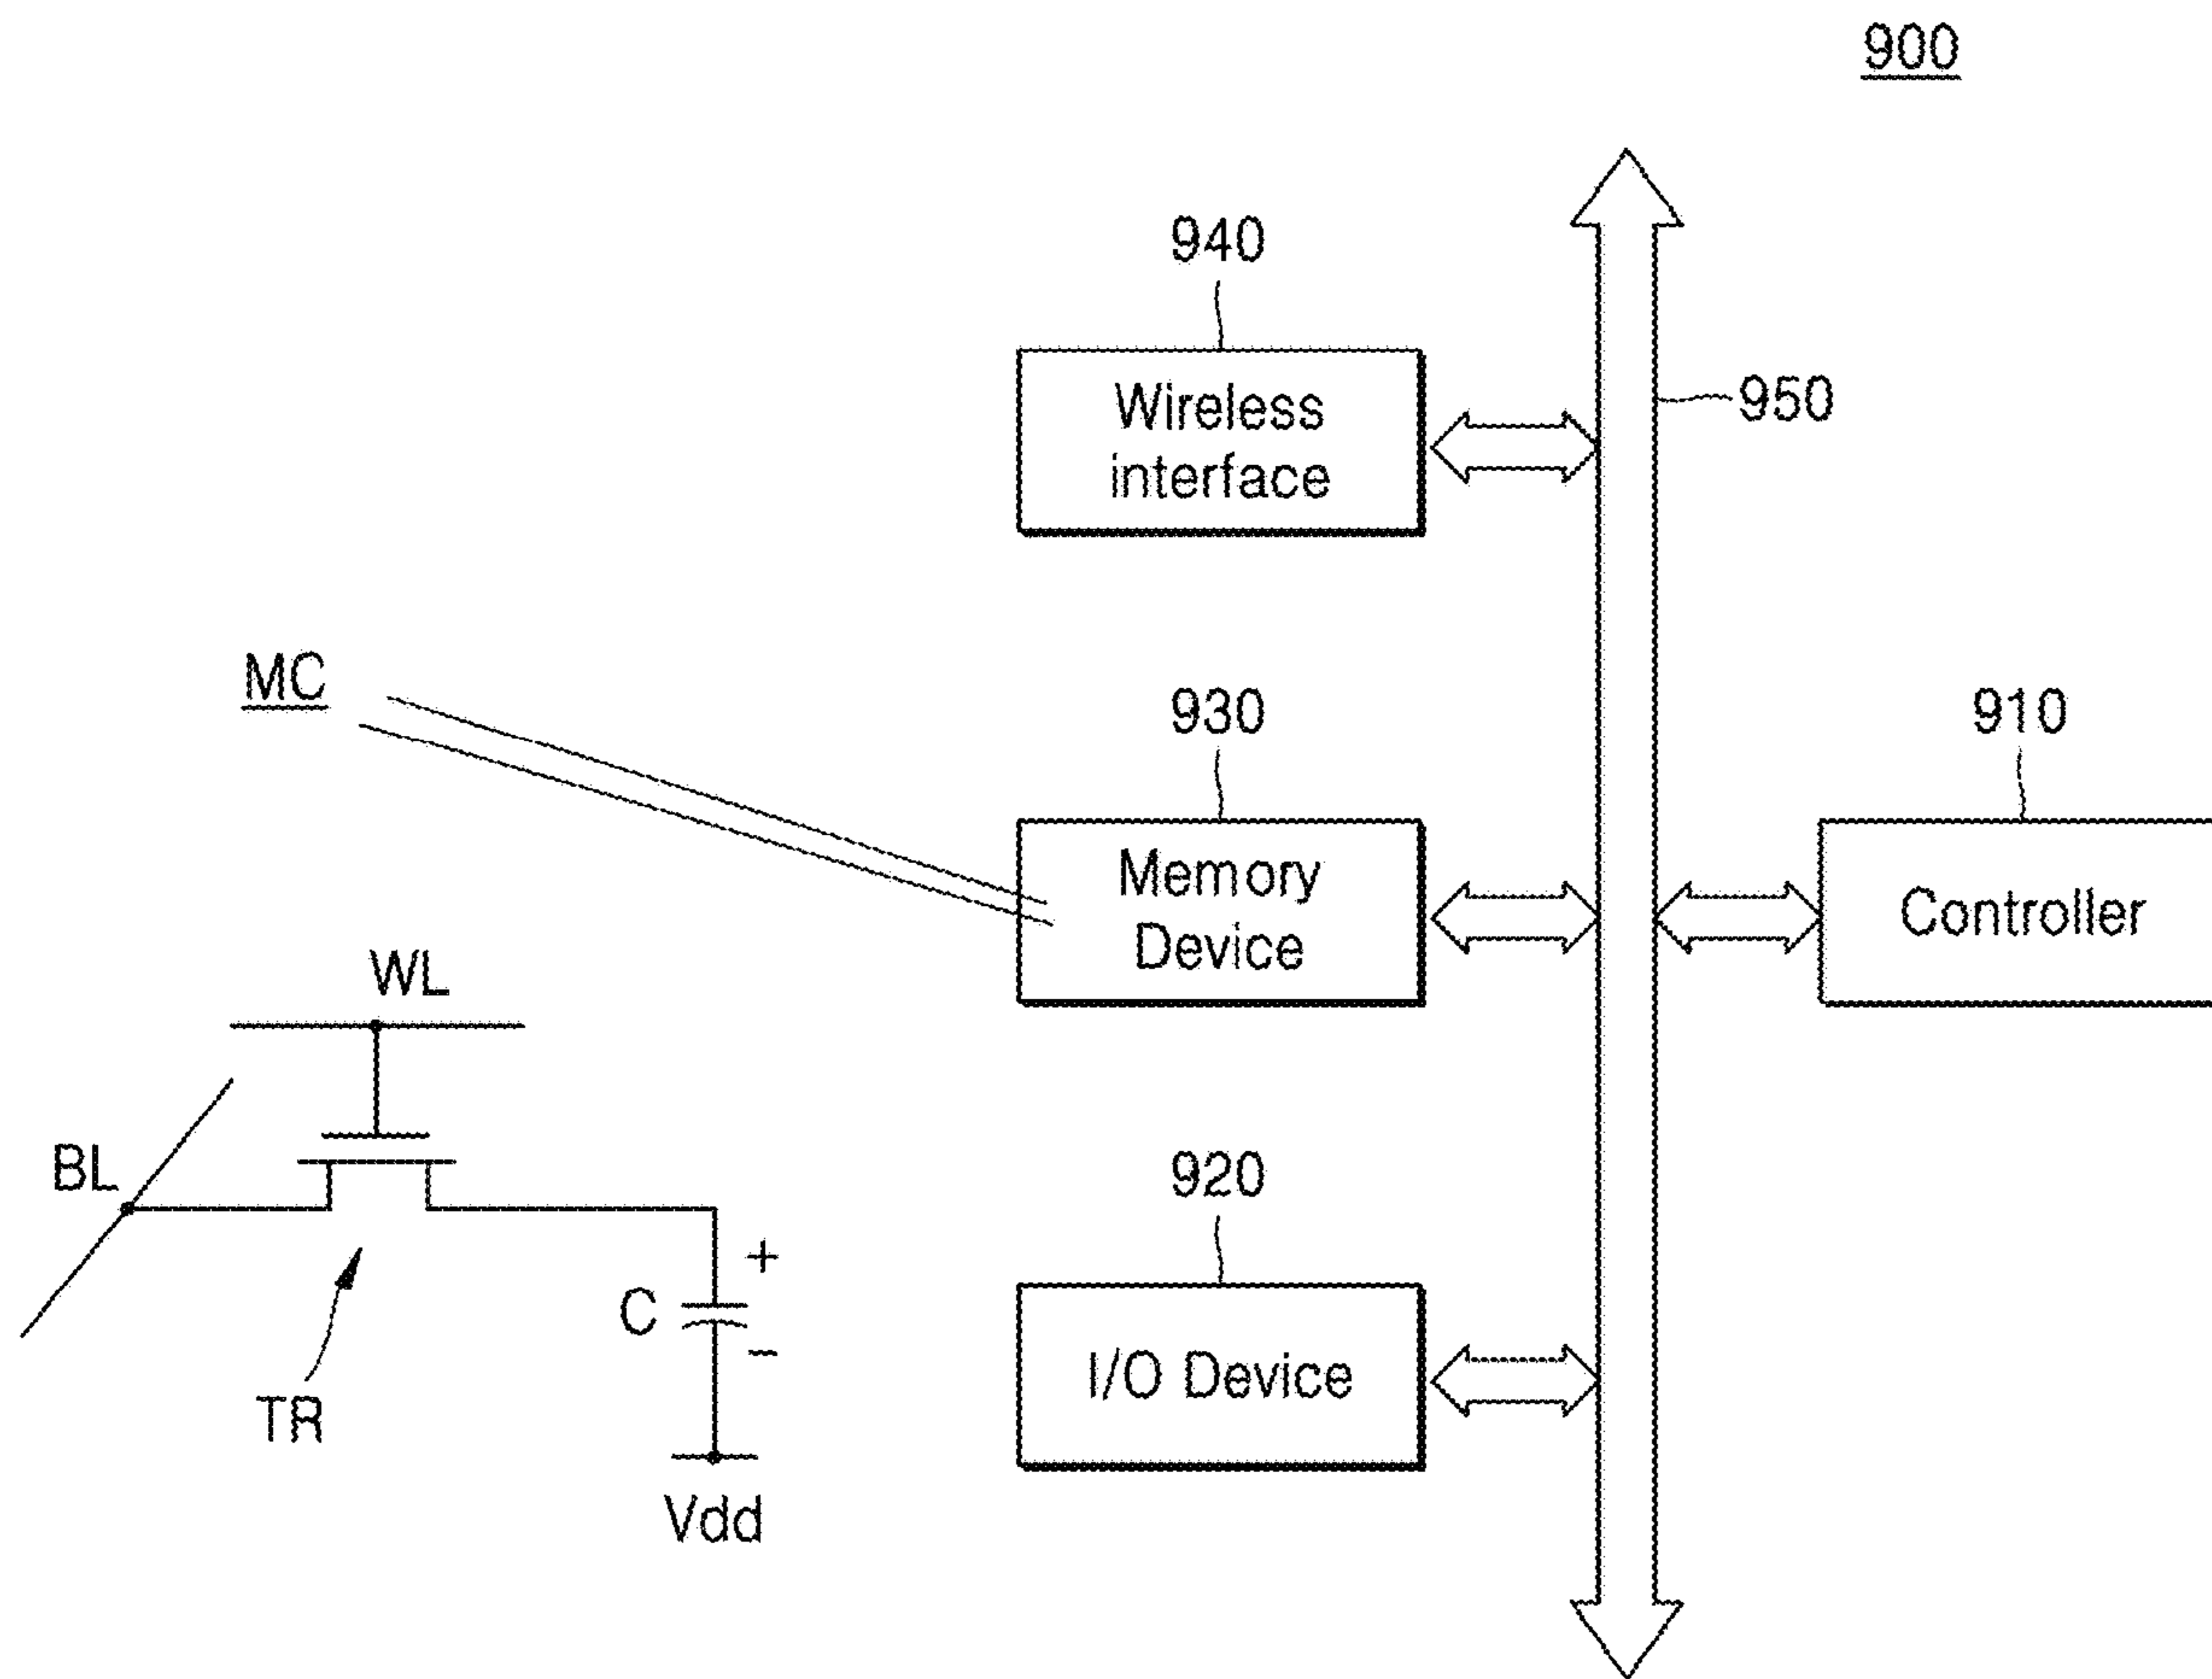 900
940
Wireless
interface
950
MC
930
910
Memory
Device
Controller
WL
BL
920
+
C
−
I/O Device
TR
Vdd